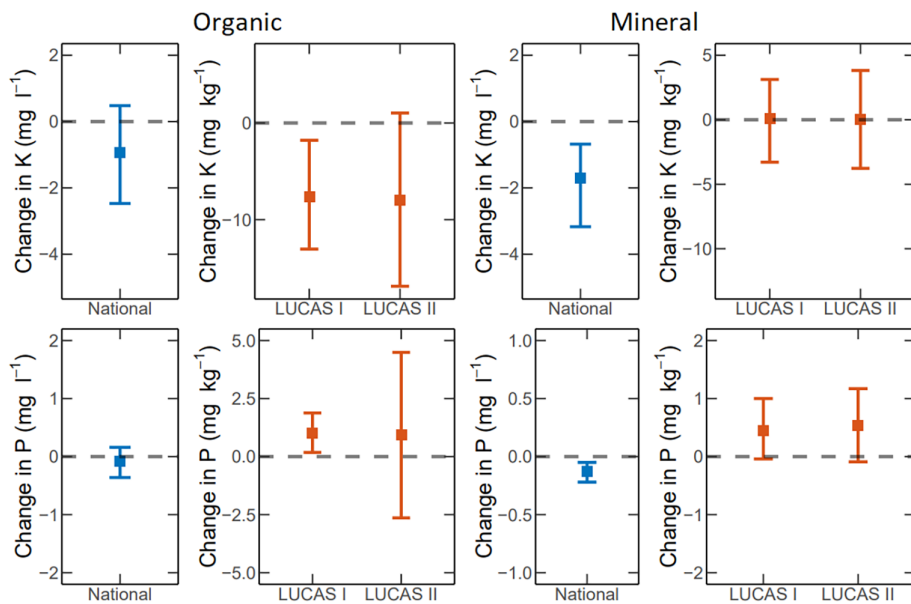 Organic
Mineral
Change in K (mg l−1)
2
0
−2
−4
National
Change in K (mg kg−1)
0
−10
LUCAS I
LUCAS II
Change in K (mg l−1)
2
0
−2
−4
National
Change in K (mg kg−1)
5
0
−5
−10
LUCAS I
LUCAS II
Change in P (mg l−1)
2
1
0
−1
−2
National
Change in P (mg kg−1)
5.0
2.5
0.0
−2.5
−5.0
LUCAS I
LUCAS II
Change in P (mg l−1)
1.0
0.5
0.0
−0.5
−1.0
National
Change in P (mg kg−1)
2
1
0
−1
−2
LUCAS I
LUCAS II